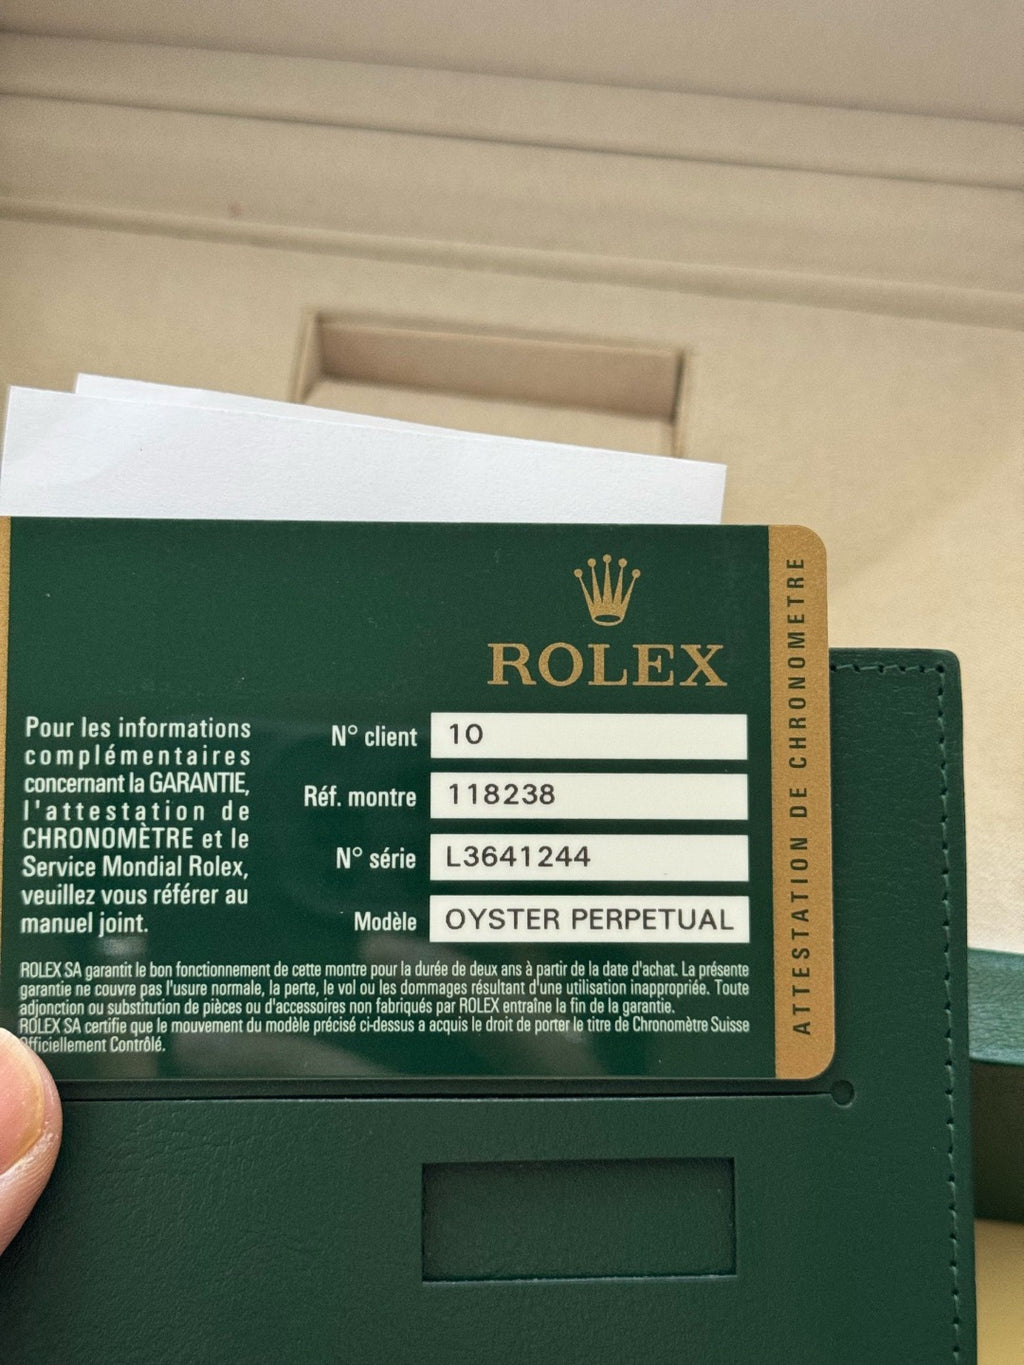 ROLEX
Pour les informations
complémentaires
concernant la GARANTIE,
l'attestation de
CHRONOMÈTRE et le
Service Mondial Rolex,
veuillez vous référer au
manuel joint.
N° client 10
Réf. montre 118238
N° série L3641244
Modèle OYSTER PERPETUAL
ROLEX SA garantit le bon fonctionnement de cette montre pour la durée de deux ans à partir de la date d'achat. La présente
garantie ne couvre pas l'usure normale, la perte, le vol ou les dommages résultant d'une utilisation inappropriée. Toute
adjonction ou substitution de pièces ou d'accessoires non fabriqués par ROLEX entraîne la fin de la garantie.
ROLEX SA certifie que le mouvement du modèle précisé ci-dessus a acquis le droit de porter le titre de Chronomètre Suisse
Officiellement Contrôlé.
ATTESTATION DE CHRONOMETRE